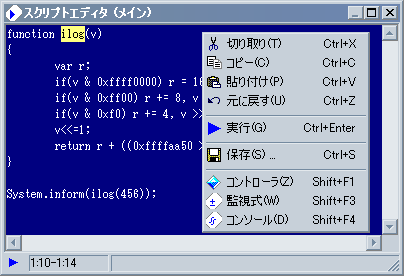 スクリプトエディタ (メイン)
function ilog(v)
{
var r;
if(v & 0xffff0000) r = 16
if(v & 0xff00) r += 8, v
if(v & 0xf0) r += 4, v >>
v<<=1;
return r + ((0xffffaa50 >
}
System.inform(ilog(456));
切り取り(T) Ctrl+X
コピー(C) Ctrl+C
貼り付け(P) Ctrl+V
元に戻す(U) Ctrl+Z
実行(G) Ctrl+Enter
保存(S) ... Ctrl+S
コントローラ(Z) Shift+F1
監視式(W) Shift+F3
コンソール(D) Shift+F4
1:10-1:14